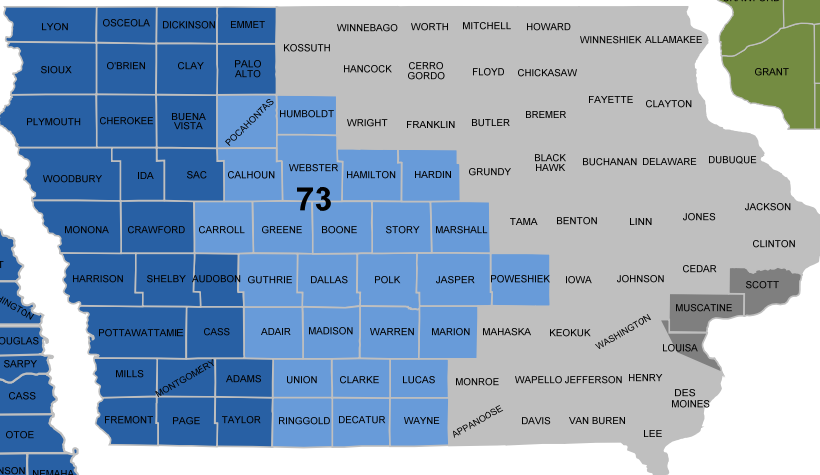 LYON
OSCEOLA
DICKINSON
EMMET
WINNEBAGO
WORTH
MITCHELL
HOWARD
WINNESHIEK
ALLAMAKEE
KOSSUTH
SIOUX
O'BRIEN
CLAY
PALO
ALTO
HANCOCK
CERRO
GORDO
FLOYD
CHICKASAW
GRANT
FAYETTE
CLAYTON
PLYMOUTH
CHEROKEE
BUENA
VISTA
POCAHONTAS
HUMBOLDT
WRIGHT
FRANKLIN
BUTLER
BREMER
WOODBURY
IDA
SAC
CALHOUN
WEBSTER
HAMILTON
HARDIN
GRUNDY
BLACK
HAWK
BUCHANAN
DELAWARE
DUBUQUE
73
MONONA
CRAWFORD
CARROLL
GREENE
BOONE
STORY
MARSHALL
TAMA
BENTON
LINN
JONES
JACKSON
CLINTON
HARRISON
SHELBY
AUDOBON
GUTHRIE
DALLAS
POLK
JASPER
POWESHIEK
IOWA
JOHNSON
CEDAR
SCOTT
MUSCATINE
POTTAWATTAMIE
CASS
ADAIR
MADISON
WARREN
MARION
MAHASKA
KEOKUK
WASHINGTON
LOUISA
SARPY
MILLS
MONTGOMERY
ADAMS
UNION
CLARKE
LUCAS
MONROE
WAPELLO
JEFFERSON
HENRY
DES
MOINES
CASS
FREMONT
PAGE
TAYLOR
RINGGOLD
DECATUR
WAYNE
APPANOOSE
DAVIS
VAN BUREN
LEE
OTOE
NEMAHA